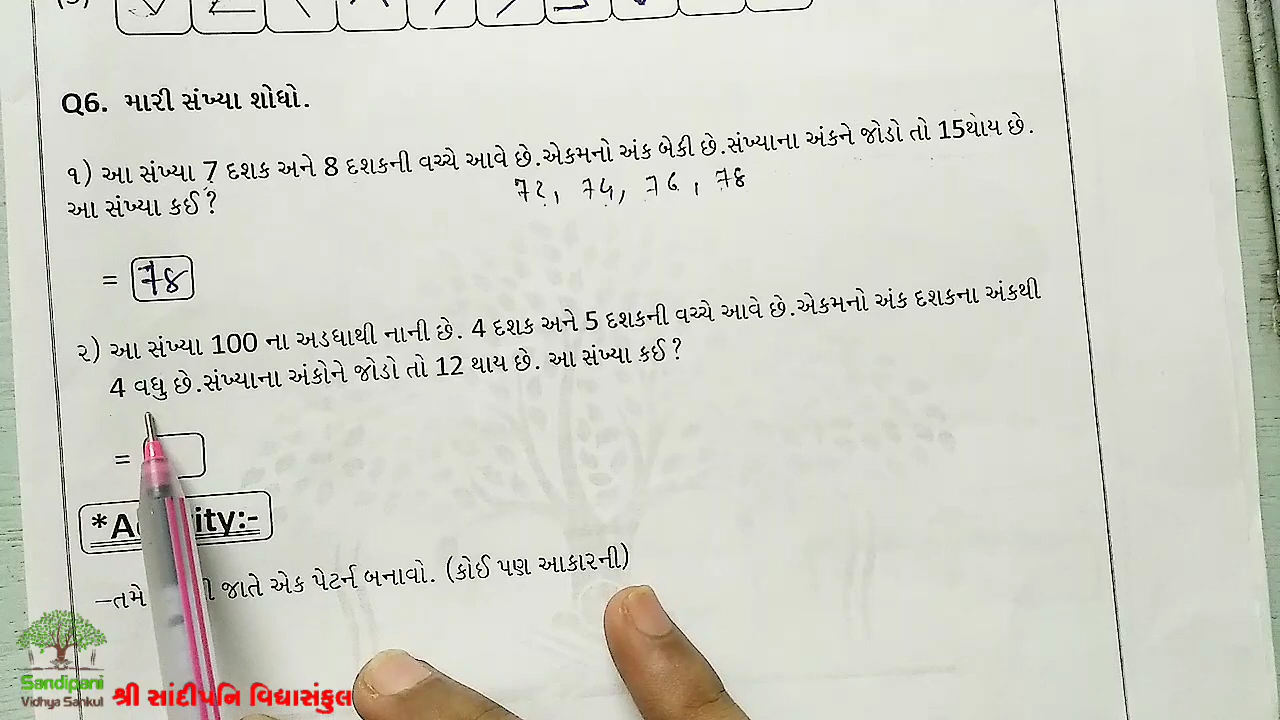 Q6. મારી સંખ્યા શોધો.
૧) આ સંખ્યા 7 દશક અને 8 દશકની વચ્ચે આવે છે.એકમનો અંક બેકી છે.સંખ્યાના અંકને જોડો તો 15થાય છે.
આ સંખ્યા કઈ?
72, 74, 76, 78
= 78
૨) આ સંખ્યા 100 ના અડધાથી નાની છે. 4 દશક અને 5 દશકની વચ્ચે આવે છે.એકમનો અંક દશકના અંકથી
4 વધુ છે.સંખ્યાના અંકોને જોડો તો 12 થાય છે. આ સંખ્યા કઈ?
=
–તમે જાતે એક પેટર્ન બનાવો. (કોઈ પણ આકારની)
Sandipani
Vidhya Sankul
શ્રી સાંદીપનિ વિદ્યાસંકુલ